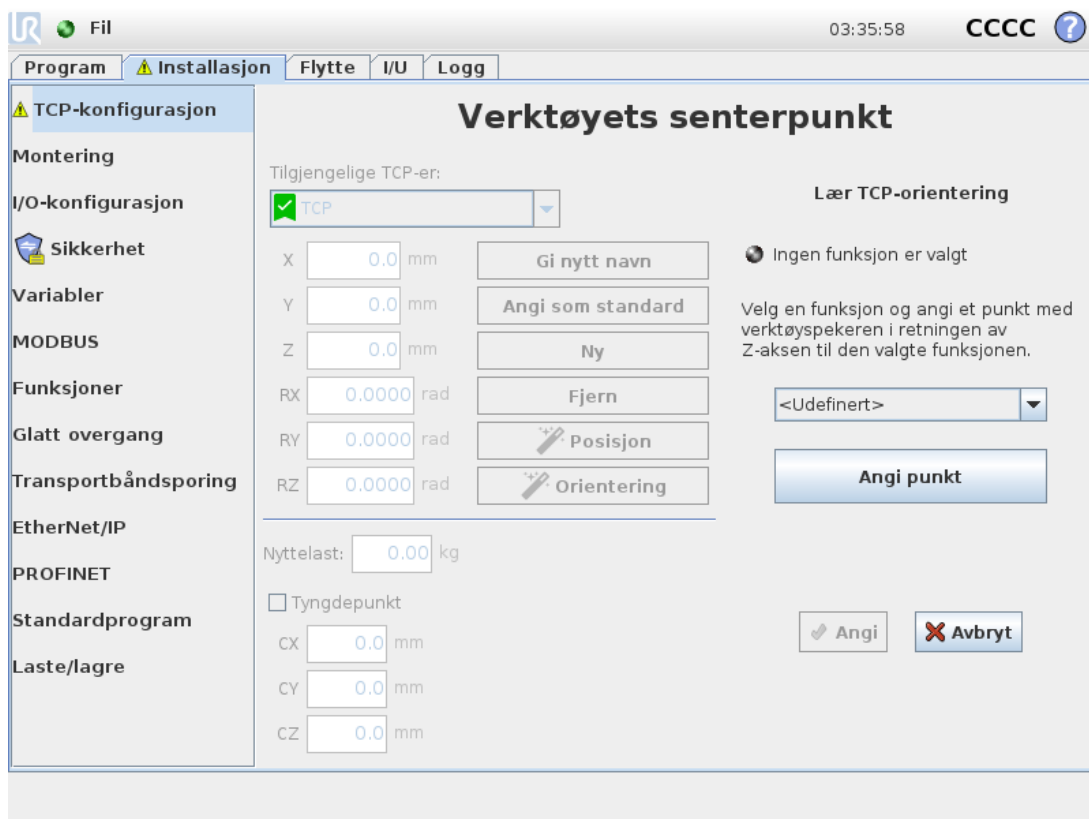 UR Fil 03:35:58 CCCC ?
Program Installasjon Flytte I/U Logg
TCP-konfigurasjon
Montering
I/O-konfigurasjon
Sikkerhet
Variabler
MODBUS
Funksjoner
Glatt overgang
Transportbåndsporing
EtherNet/IP
PROFINET
Standardprogram
Laste/lagre
Verktøyets senterpunkt
Tilgjengelige TCP-er:
TCP
X 0.0 mm Gi nytt navn
Y 0.0 mm Angi som standard
Z 0.0 mm Ny
RX 0.0000 rad Fjern
RY 0.0000 rad Posisjon
RZ 0.0000 rad Orientering
Nyttelast: 0.00 kg
Tyngdepunkt
CX 0.0 mm
CY 0.0 mm
CZ 0.0 mm
Lær TCP-orientering
Ingen funksjon er valgt
Velg en funksjon og angi et punkt med
verktøyspekeren i retningen av
Z-aksen til den valgte funksjonen.
<Udefinert>
Angi punkt
Angi Avbryt